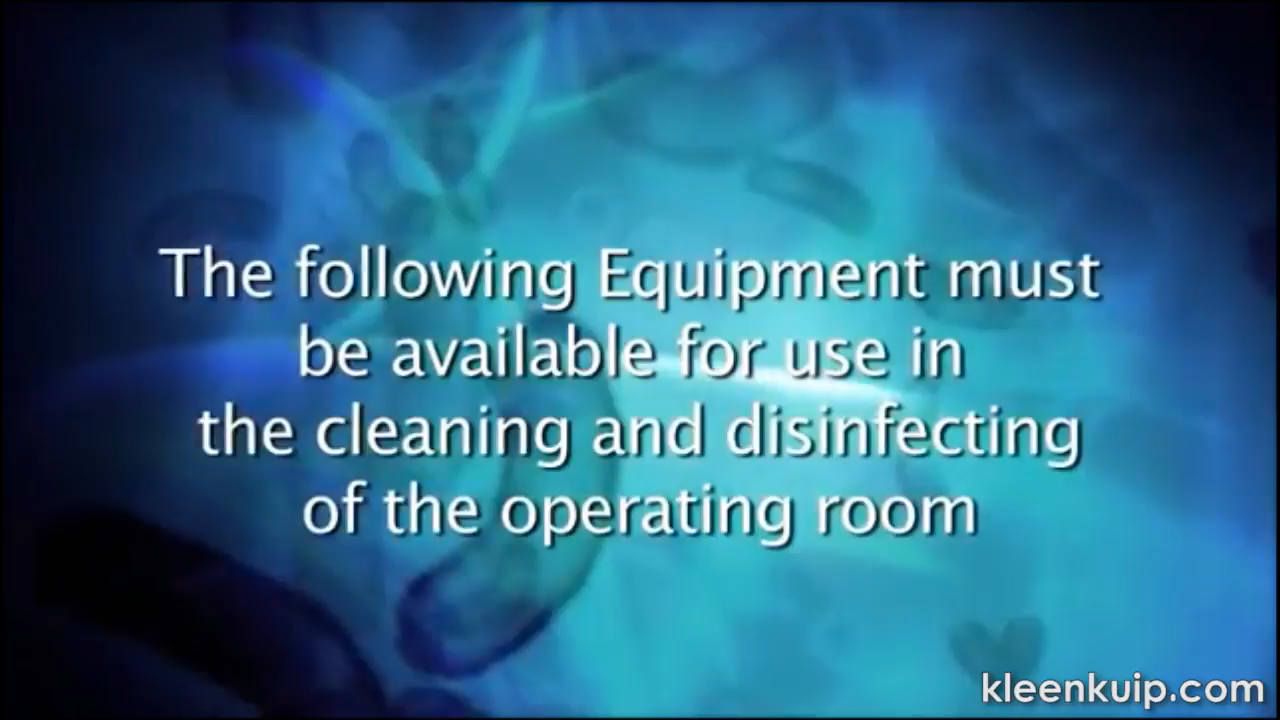 The following Equipment must
be available for use in
the cleaning and disinfecting
of the operating room
kleenkuip.com